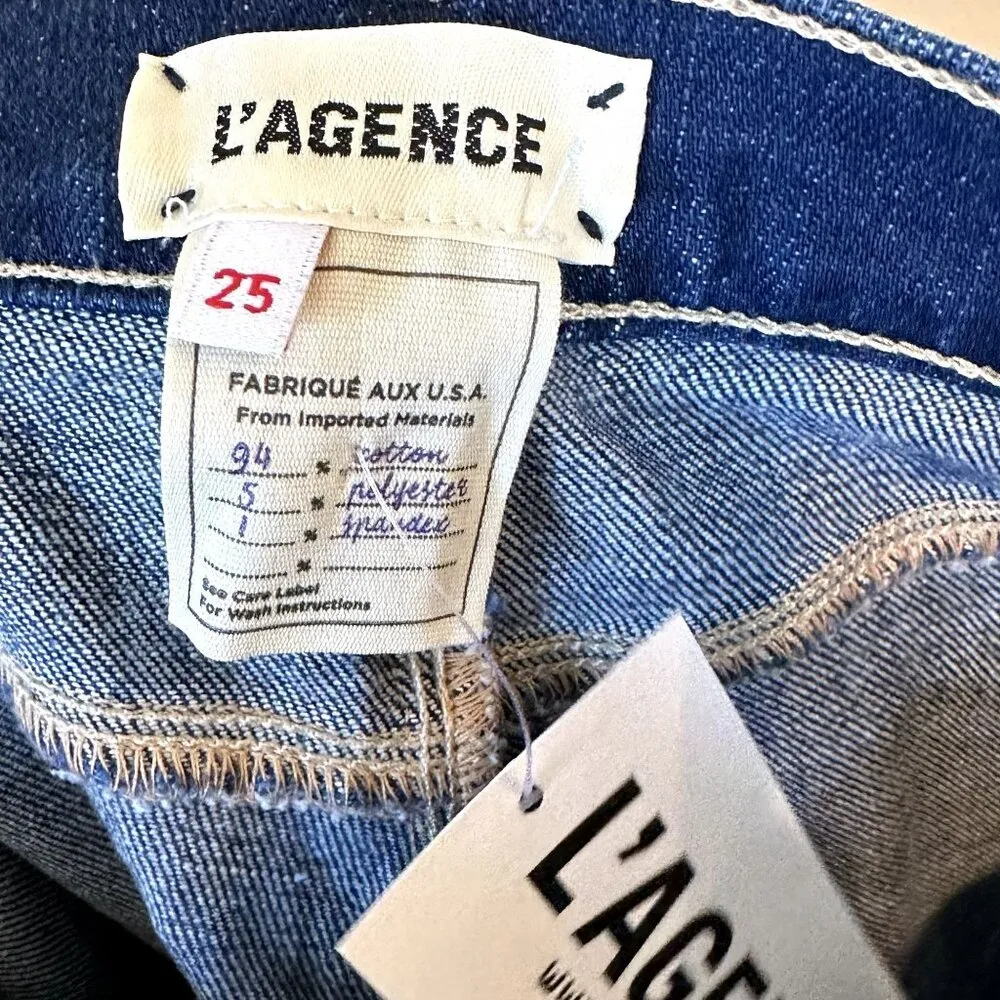 L'AGENCE
25
FABRIQUÉ AUX U.S.A.
From Imported Materials
94 % cotton
5 % polyester
1 % spandex
%
See Care Label
For Wash Instructions
L'AGE